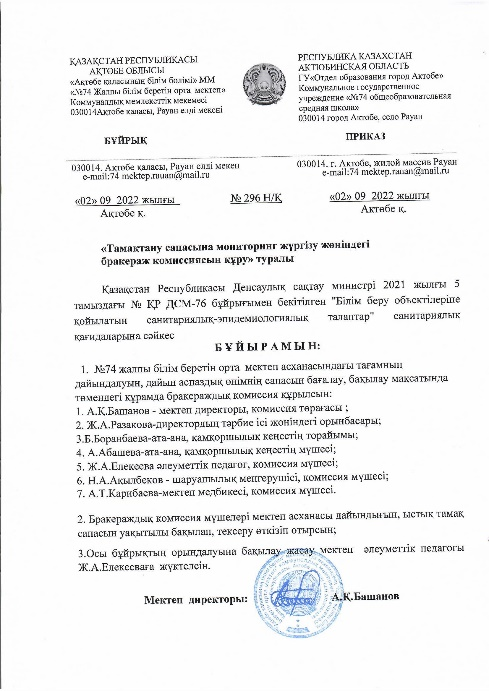 ҚАЗАҚСТАН РЕСПУБЛИКАСЫ
АҚТӨБЕ ОБЛЫСЫ
«Ақтөбе қаласының білім бөлімі» ММ
«№74 Жалпы білім беретін орта мектеп»
Коммуналдық мемлекеттік мекемесі
030014Ақтөбе қаласы, Рауан елді мекені
РЕСПУБЛИКА КАЗАХСТАН
АКТЮБИНСКАЯ ОБЛАСТЬ
ГУ«Отдел образования город Актобе»
Коммунальное государственное
учреждение «№74 общеобразовательная
средняя школа»
030014 город Актобе, село Рауан
БҰЙРЫҚ
ПРИКАЗ
030014, Ақтөбе қаласы, Рауан елді мекен
e-mail:74 mektep.rauan@mail.ru
030014, г. Актобе, жилой массив Рауан
e-mail:74 mektep.rauan@mail.ru
«02» 09 2022 жылғы
№ 296 Н/Қ
«02» 09 2022 жылғы
Ақтөбе қ.
Актөбе қ.
«Тамақтану сапасына мониторинг жүргізу жөніндегі
бракераж комиссиясын құру» туралы
Қазақстан Республикасы Денсаулық сақтау министрі 2021 жылғы 5
тамыздағы № ҚР ДСМ-76 бұйрығымен бекітілген "Білім беру объектілеріне
қойылатын санитариялық-эпидемиологиялық талаптар" санитариялық
қағидаларына сәйкес
Б Ұ Й Ы Р А М Ы Н:
1. №74 жалпы білім беретін орта мектеп асханасындағы тағамның
дайындалуын, дайын аспаздық өнімнің сапасын бағалау, бақылау мақсатында
төмендегі құрамда бракераждық комиссия құрылсын:
1. А.Қ.Башанов - мектеп директоры, комиссия төрағасы ;
2. Ж.А.Разакова-директордың тәрбие ісі жөніндегі орынбасары;
3.Б.Боранбаева-ата-ана, қамқоршылық кеңестің торайымы;
4. А.Абашева-ата-ана, қамқоршылық кеңестің мүшесі;
5. Ж.А.Елекесва әлеуметтік педагог, комиссия мүшесі;
6. Н.А.Ақылбеков - шаруашылық меңгерушісі, комиссия мүшесі;
7. А.Т.Карибаева-мектеп медбикесі, комиссия мүшесі.
2. Бракераждық комиссия мүшелері мектеп асханасы дайындығын, ыстық тамақ
сапасын уақытылы бақылап, тексеру өткізіп отырсын;
3.Осы бұйрықтың орындалуына бақылау жасау мектеп әлеуметтік педагогы
Ж.А.Елекесваға жүктелсін.
Мектеп директоры:
А.Қ.Башанов